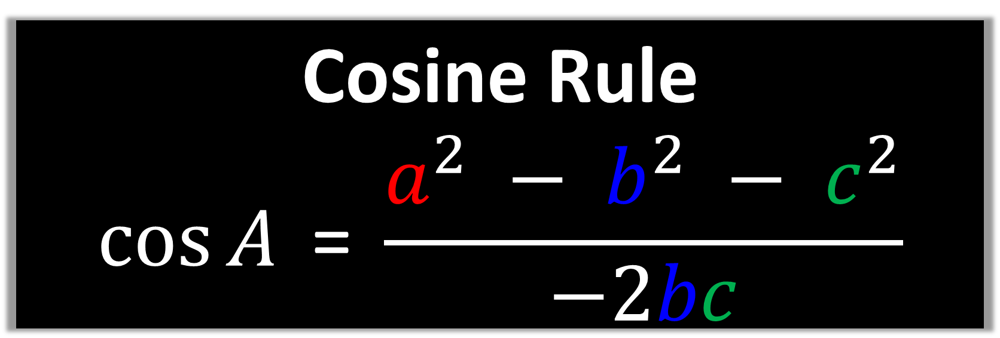 Cosine Rule
cos A = (a² − b² − c²) / (−2bc)